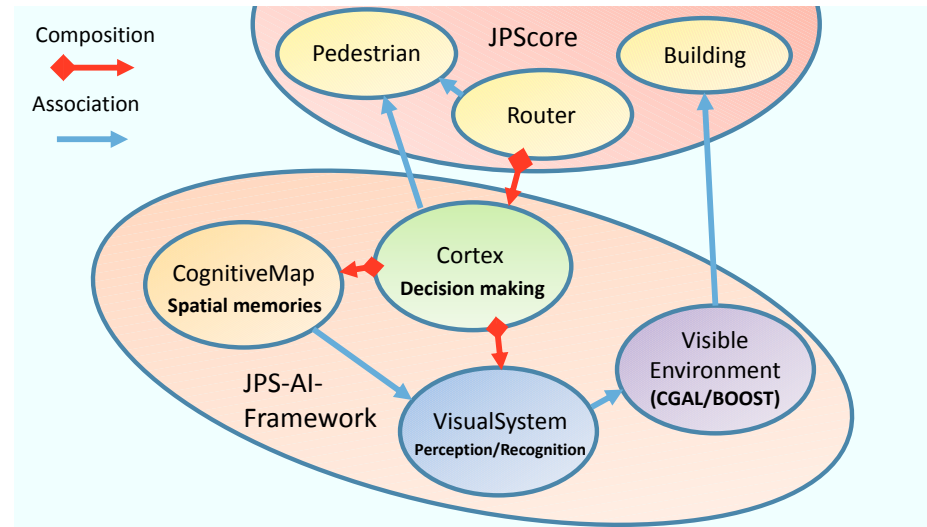 Composition
Association
JPScore
Pedestrian
Building
Router
Cortex
Decision making
CognitiveMap
Spatial memories
Visible
Environment
(CGAL/BOOST)
JPS-AI-
Framework
VisualSystem
Perception/Recognition